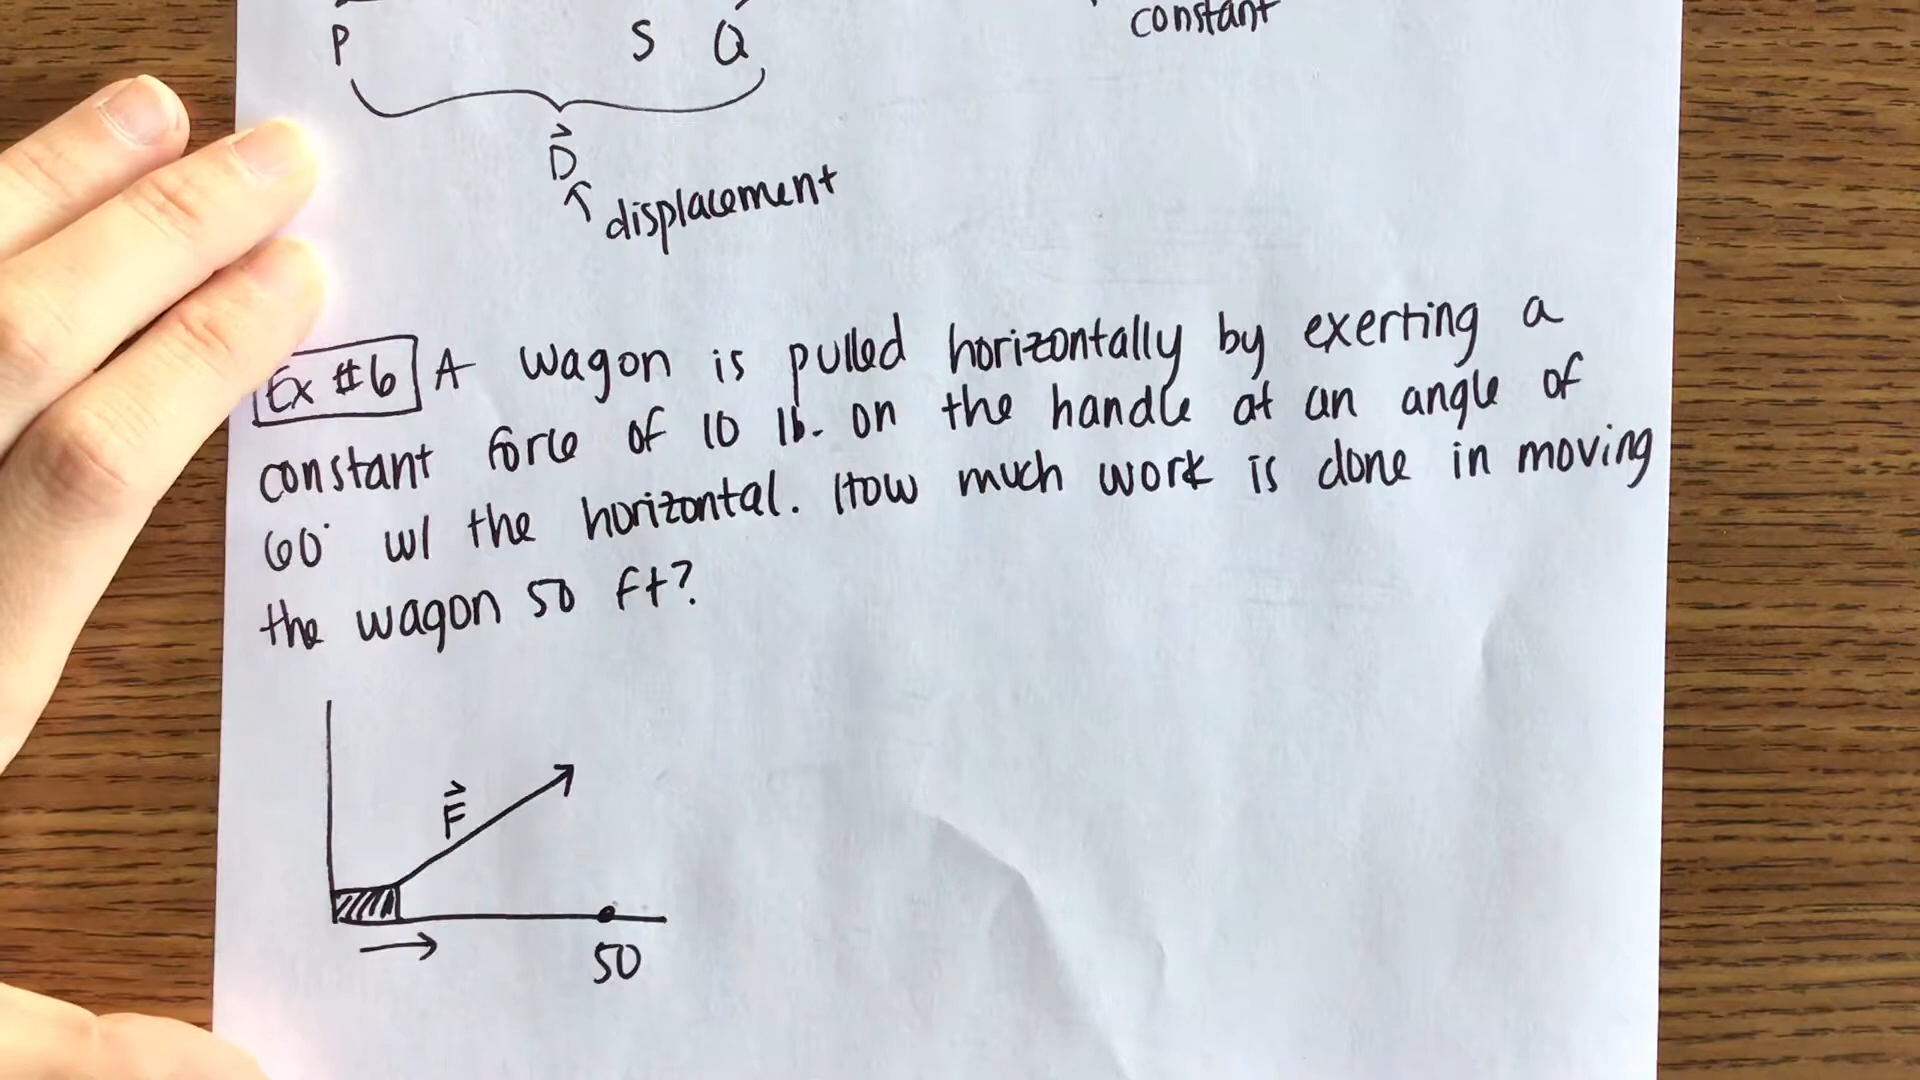 constant
P S Q
D
displacement
Ex #6 A wagon is pulled horizontally by exerting a
constant force of 10 lb. on the handle at an angle of
60° w/ the horizontal. How much work is done in moving
the wagon 50 ft?
F
50